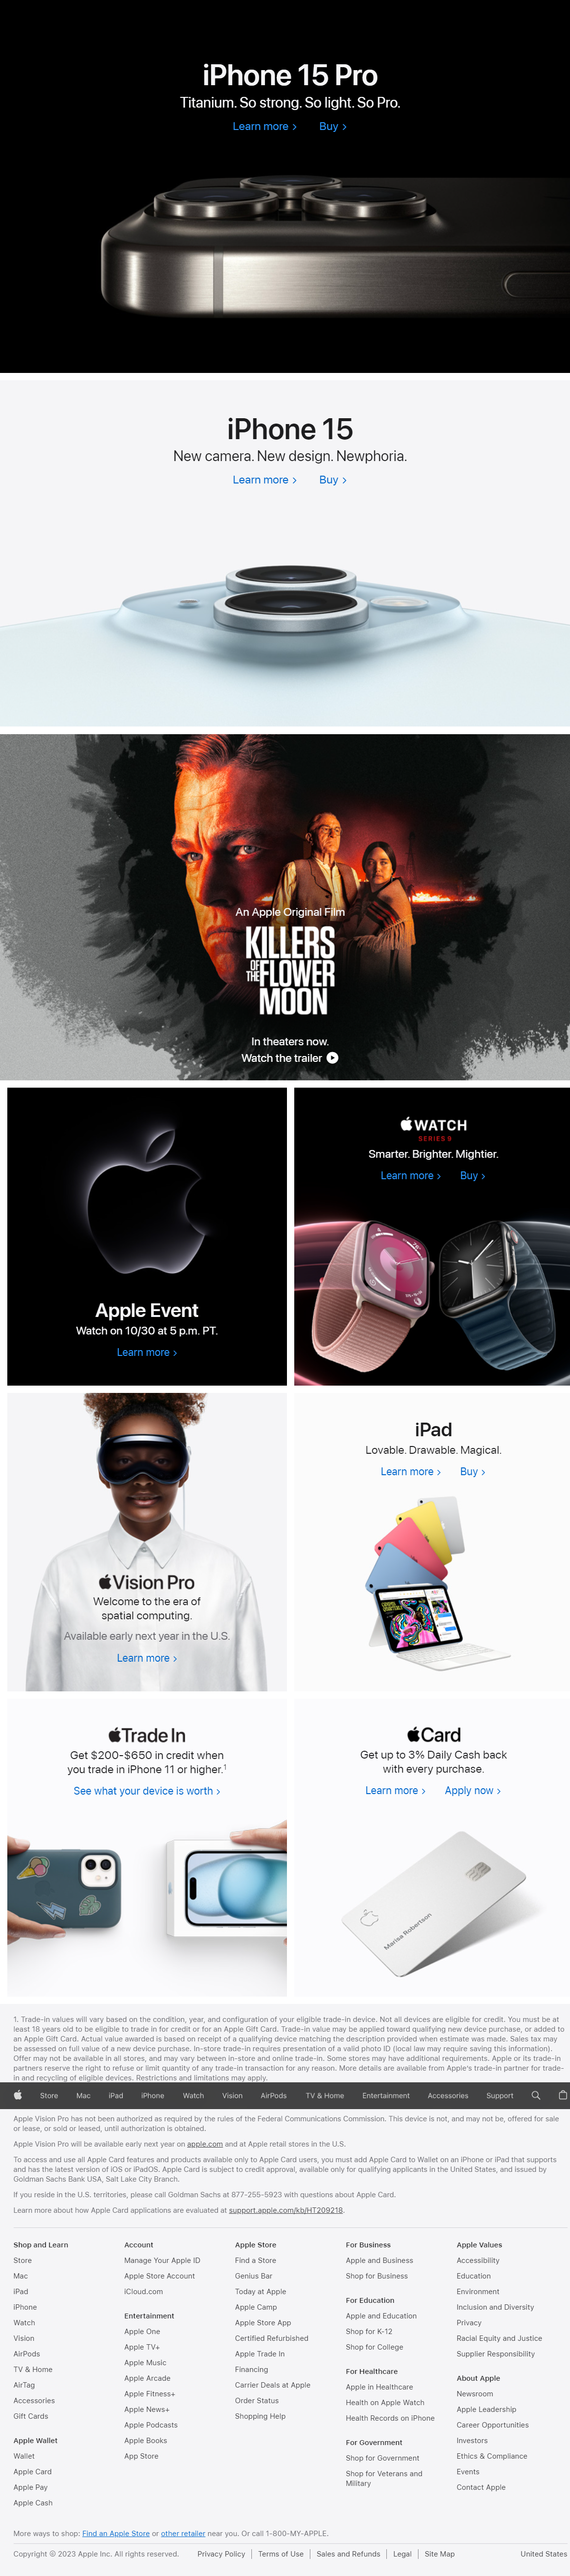 iPhone 15 Pro
Titanium. So strong. So light. So Pro.
Learn more > Buy >
iPhone 15
New camera. New design. Newphoria.
Learn more > Buy >
An Apple Original Film
KILLERS
OF THE FLOWER
MOON
In theaters now.
Watch the trailer
Apple Event
Watch on 10/30 at 5 p.m. PT.
Learn more >
WATCH
SERIES 9
Smarter. Brighter. Mightier.
Learn more > Buy >
Vision Pro
Welcome to the era of
spatial computing.
Available early next year in the U.S.
Learn more >
iPad
Lovable. Drawable. Magical.
Learn more > Buy >
Trade In
Get $200-$650 in credit when
you trade in iPhone 11 or higher.1
See what your device is worth >
Card
Get up to 3% Daily Cash back
with every purchase.
Learn more > Apply now >
Marisa Robertson
1. Trade-in values will vary based on the condition, year, and configuration of your eligible trade-in device. Not all devices are eligible for credit. You must be at
least 18 years old to be eligible to trade in for credit or for an Apple Gift Card. Trade-in value may be applied toward qualifying new device purchase, or added to
an Apple Gift Card. Actual value awarded is based on receipt of a qualifying device matching the description provided when estimate was made. Sales tax may
be assessed on full value of a new device purchase. In-store trade-in requires presentation of a valid photo ID (local law may require saving this information).
Offer may not be available in all stores, and may vary between in-store and online trade-in. Some stores may have additional requirements. Apple or its trade-in
partners reserve the right to refuse or limit quantity of any trade-in transaction for any reason. More details are available from Apple's trade-in partner for trade-
in and recycling of eligible devices. Restrictions and limitations may apply.
Store Mac iPad iPhone Watch Vision AirPods TV & Home Entertainment Accessories Support
Apple Vision Pro has not been authorized as required by the rules of the Federal Communications Commission. This device is not, and may not be, offered for sale
or lease, or sold or leased, until authorization is obtained.
Apple Vision Pro will be available early next year on apple.com and at Apple retail stores in the U.S.
To access and use all Apple Card features and products available only to Apple Card users, you must add Apple Card to Wallet on an iPhone or iPad that supports
and has the latest version of iOS or iPadOS. Apple Card is subject to credit approval, available only for qualifying applicants in the United States, and issued by
Goldman Sachs Bank USA, Salt Lake City Branch.
If you reside in the U.S. territories, please call Goldman Sachs at 877-255-5923 with questions about Apple Card.
Learn more about how Apple Card applications are evaluated at support.apple.com/kb/HT209218.
Shop and Learn
Store
Mac
iPad
iPhone
Watch
Vision
AirPods
TV & Home
AirTag
Accessories
Gift Cards
Apple Wallet
Wallet
Apple Card
Apple Pay
Apple Cash
Account
Manage Your Apple ID
Apple Store Account
iCloud.com
Entertainment
Apple One
Apple TV+
Apple Music
Apple Arcade
Apple Fitness+
Apple News+
Apple Podcasts
Apple Books
App Store
Apple Store
Find a Store
Genius Bar
Today at Apple
Apple Camp
Apple Store App
Certified Refurbished
Apple Trade In
Financing
Carrier Deals at Apple
Order Status
Shopping Help
For Business
Apple and Business
Shop for Business
For Education
Apple and Education
Shop for K-12
Shop for College
For Healthcare
Apple in Healthcare
Health on Apple Watch
Health Records on iPhone
For Government
Shop for Government
Shop for Veterans and
Military
Apple Values
Accessibility
Education
Environment
Inclusion and Diversity
Privacy
Racial Equity and Justice
Supplier Responsibility
About Apple
Newsroom
Apple Leadership
Career Opportunities
Investors
Ethics & Compliance
Events
Contact Apple
More ways to shop: Find an Apple Store or other retailer near you. Or call 1-800-MY-APPLE.
Copyright © 2023 Apple Inc. All rights reserved. Privacy Policy | Terms of Use | Sales and Refunds | Legal | Site Map United States